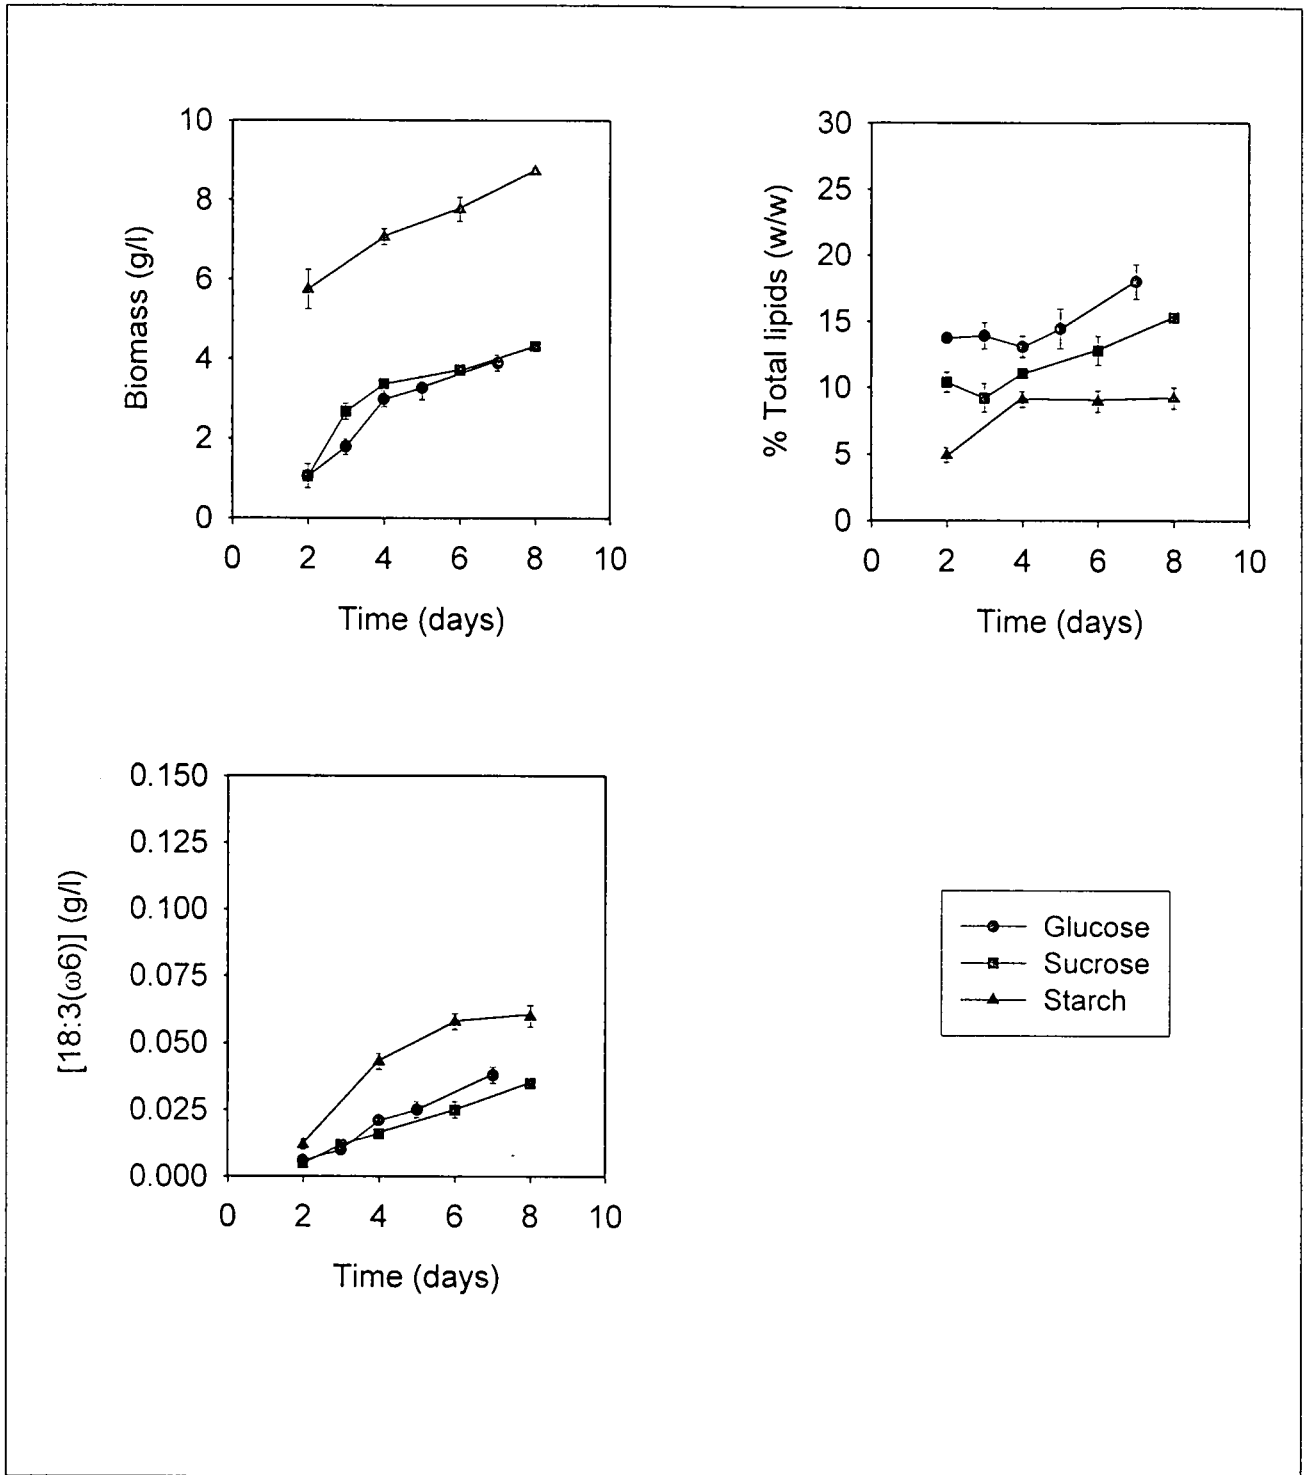 10
8
6
4
2
0
Biomass (g/l)
0 2 4 6 8 10
Time (days)
30
25
20
15
10
5
0
% Total lipids (w/w)
0 2 4 6 8 10
Time (days)
0.150
0.125
0.100
0.075
0.050
0.025
0.000
[18:3(ω6)] (g/l)
0 2 4 6 8 10
Time (days)
Glucose
Sucrose
Starch